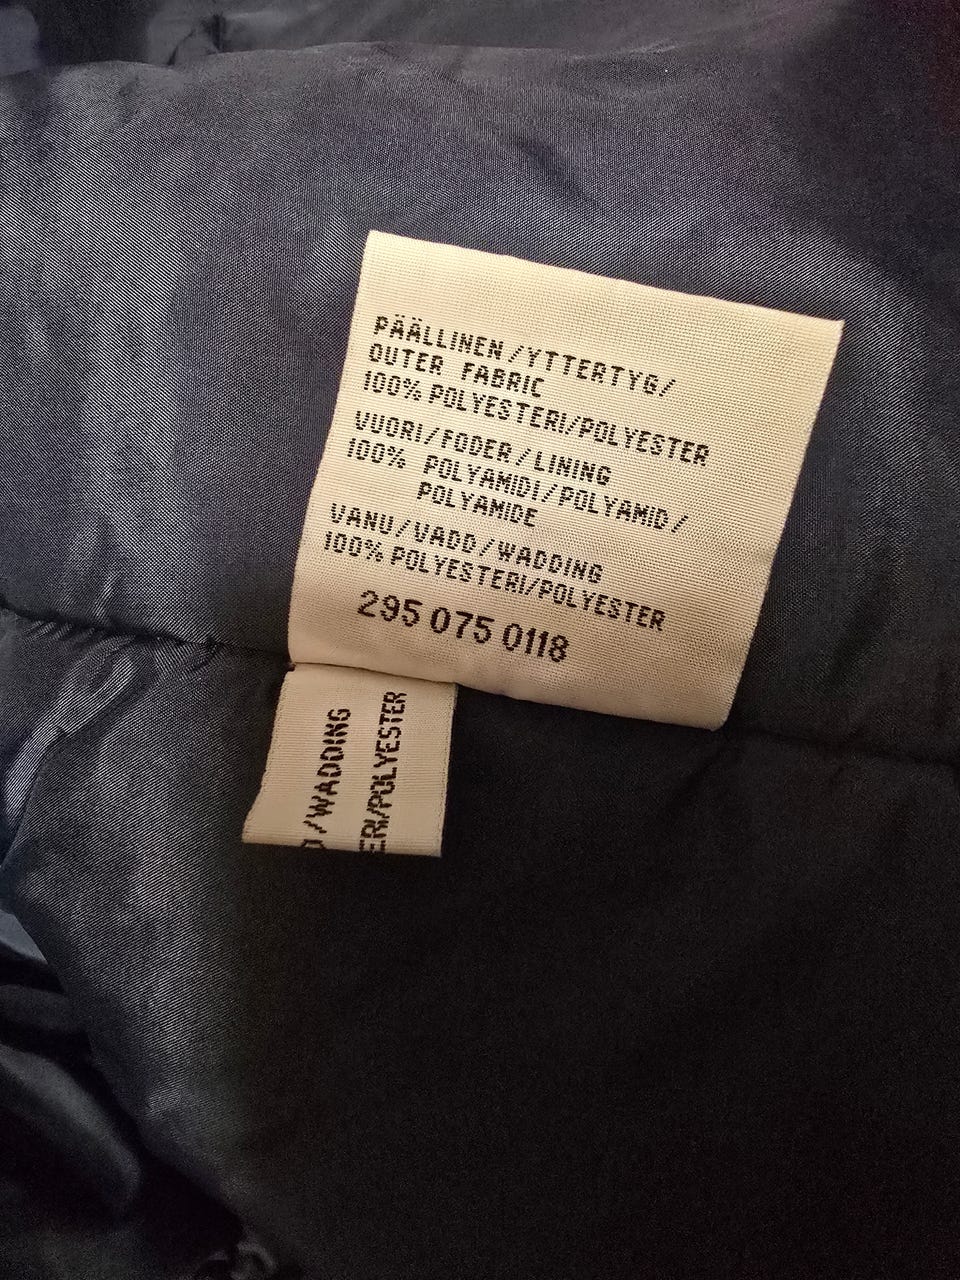 PÄÄLLINEN/YTTERTYG/
OUTER FABRIC
100% POLYESTERI/POLYESTER
VUORI/FODER/LINING
100% POLYAMIDI/POLYAMID/
POLYAMIDE
VANU/VADD/WADDING
100% POLYESTERI/POLYESTER
295 075 0118
/WADDING
ERI/POLYESTER